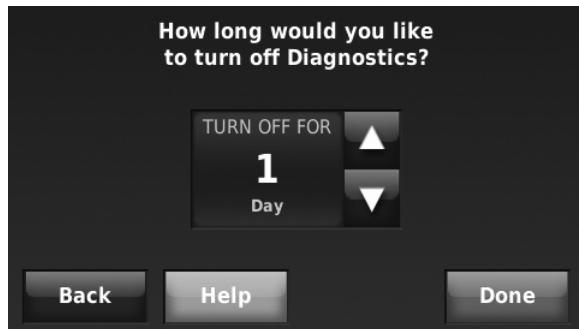 How long would you like
to turn off Diagnostics?
TURN OFF FOR
1
Day
Back
Help
Done